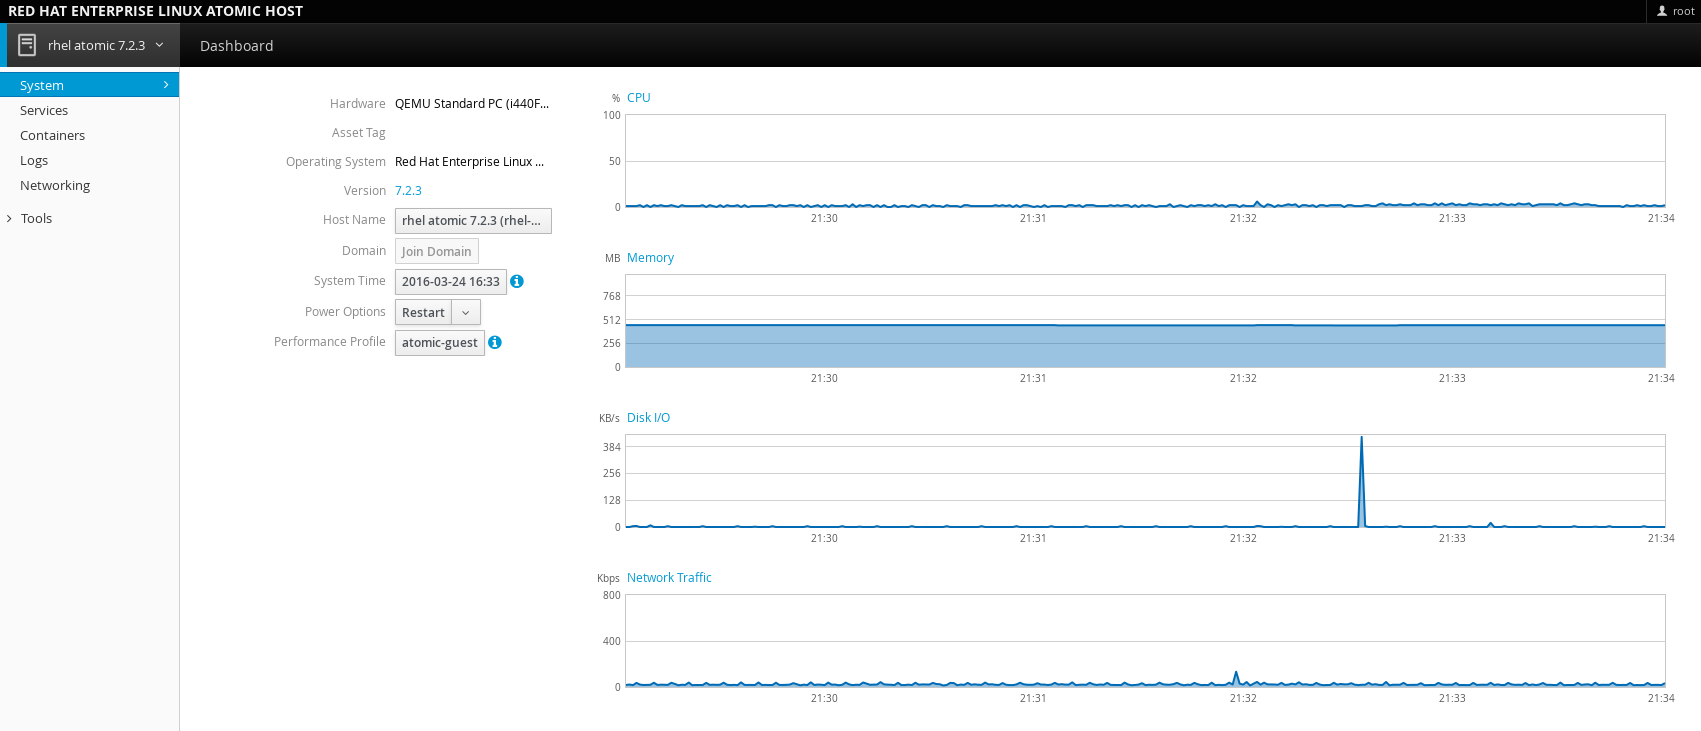 RED HAT ENTERPRISE LINUX ATOMIC HOST
root
rhel atomic 7.2.3
Dashboard
System
Services
Containers
Logs
Networking
Tools
Hardware QEMU Standard PC (i440F...
Asset Tag
Operating System Red Hat Enterprise Linux ...
Version 7.2.3
Host Name rhel atomic 7.2.3 (rhel-...
Domain Join Domain
System Time 2016-03-24 16:33
Power Options Restart
Performance Profile atomic-guest
% CPU
100
50
0
21:30 21:31 21:32 21:33 21:34
MB Memory
768
512
256
0
21:30 21:31 21:32 21:33 21:34
KB/s Disk I/O
384
256
128
0
21:30 21:31 21:32 21:33 21:34
Kbps Network Traffic
800
400
0
21:30 21:31 21:32 21:33 21:34